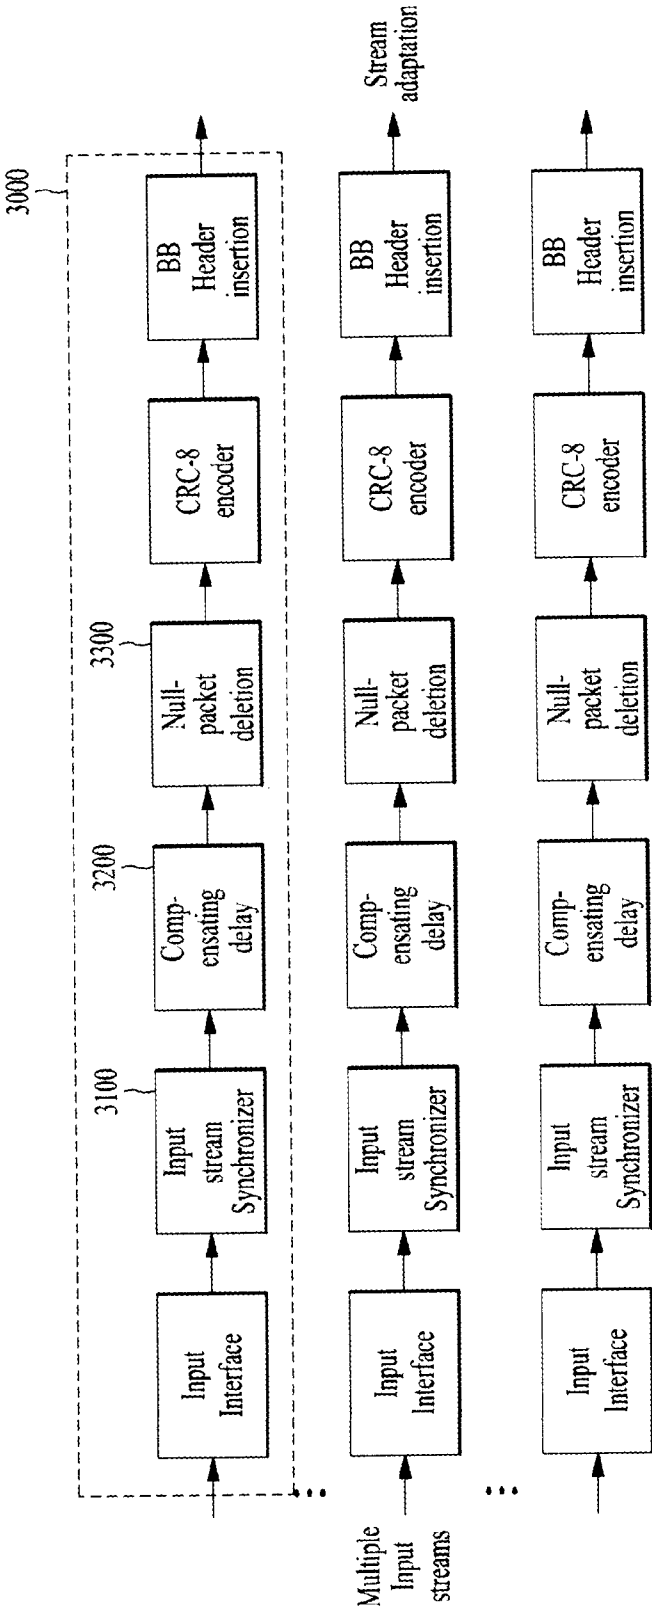 3000
Input
Interface
3100
Input
stream
Synchronizer
3200
Comp-
ensating
delay
3300
Null-
packet
deletion
CRC-8
encoder
BB
Header
insertion
Multiple
Input
streams
Input
Interface
Input
stream
Synchronizer
Comp-
ensating
delay
Null-
packet
deletion
CRC-8
encoder
BB
Header
insertion
Stream
adaptation
Input
Interface
Input
stream
Synchronizer
Comp-
ensating
delay
Null-
packet
deletion
CRC-8
encoder
BB
Header
insertion